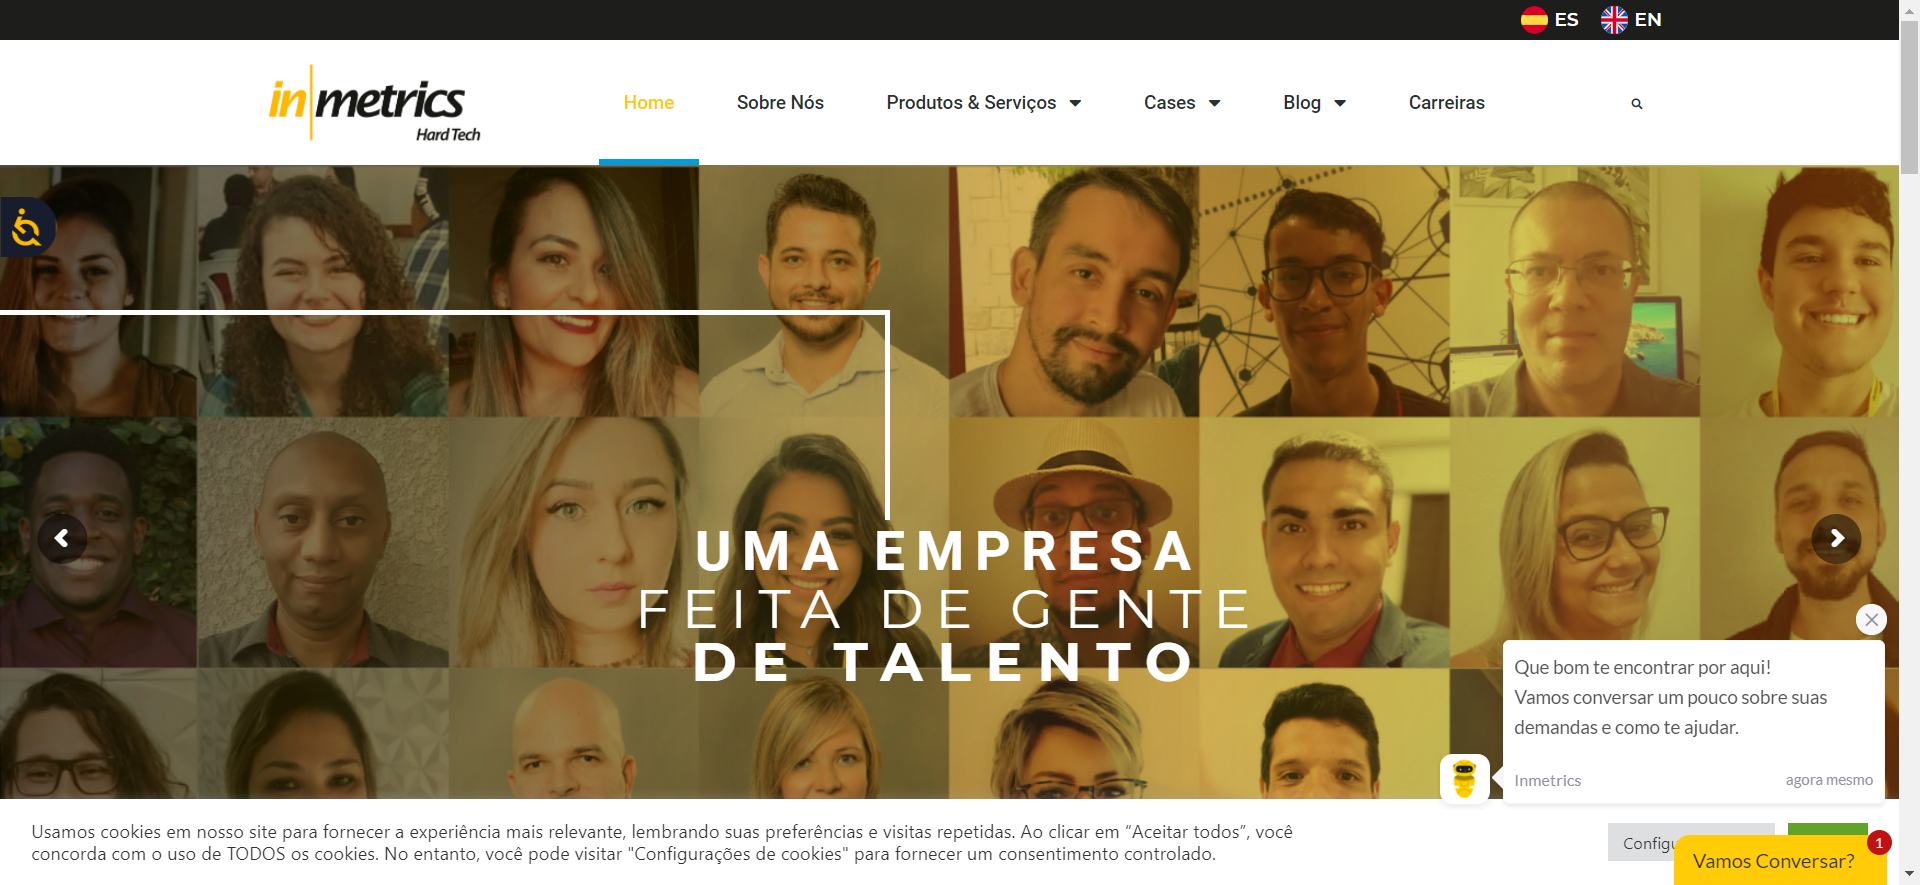 ES EN
in metrics
Hard Tech
Home Sobre Nós Produtos & Serviços Cases Blog Carreiras
UMA EMPRESA
FEITA DE GENTE
DE TALENTO
Que bom te encontrar por aqui!
Vamos conversar um pouco sobre suas
demandas e como te ajudar.
Inmetrics agora mesmo
Usamos cookies em nosso site para fornecer a experiência mais relevante, lembrando suas preferências e visitas repetidas. Ao clicar em “Aceitar todos”, você
concorda com o uso de TODOS os cookies. No entanto, você pode visitar "Configurações de cookies" para fornecer um consentimento controlado.
Vamos Conversar? 1